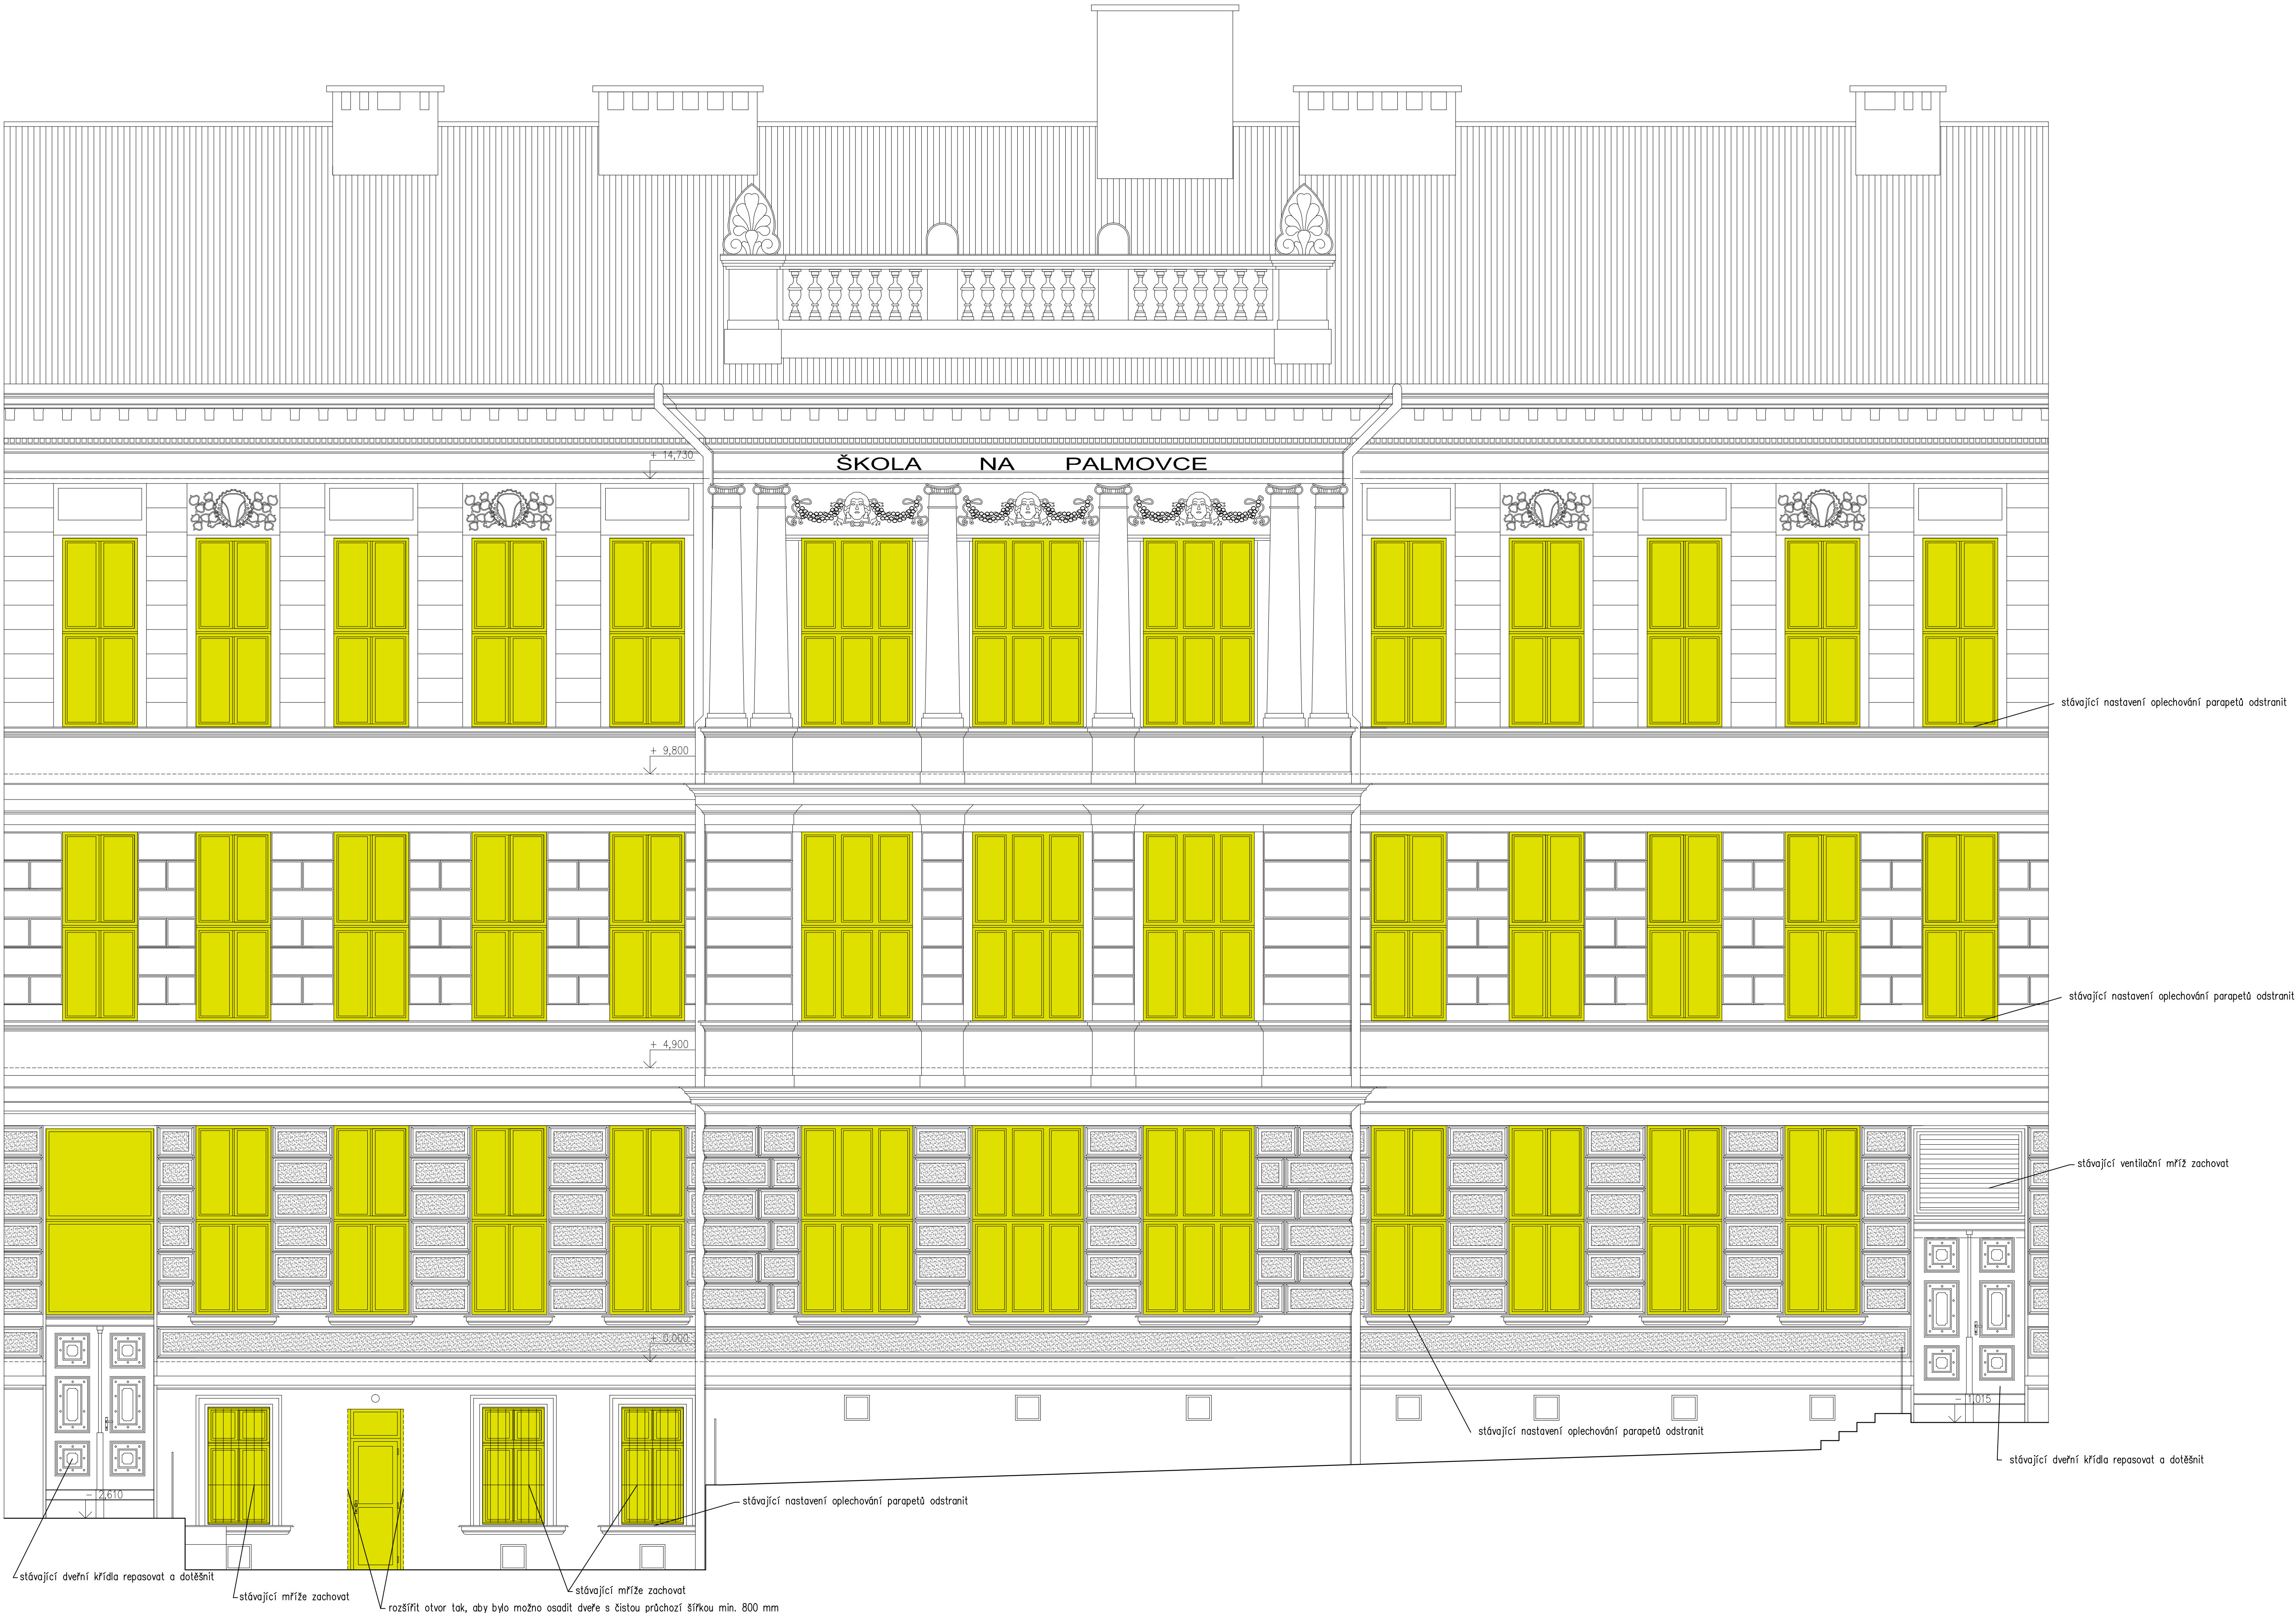 + 14,730
ŠKOLA NA PALMOVCE
stávající nastavení oplechování parapetů odstranit
+ 9,800
stávající nastavení oplechování parapetů odstranit
+ 4,900
stávající ventilační mříž zachovat
+ 0,000
- 1,015
stávající nastavení oplechování parapetů odstranit
stávající dveřní křídla repasovat a dotěšnit
- 2,610
stávající nastavení oplechování parapetů odstranit
stávající dveřní křídla repasovat a dotěšnit
stávající mříže zachovat
stávající mříže zachovat
rozšířit otvor tak, aby bylo možno osadit dveře s čistou průchozí šířkou min. 800 mm